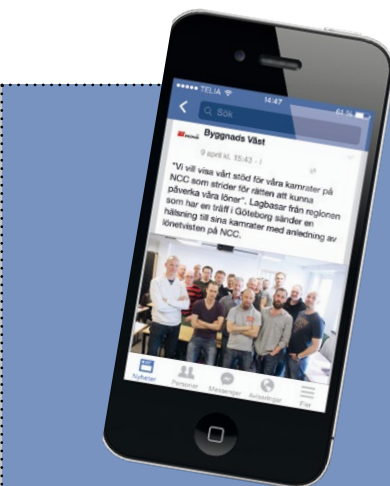 TELIA 14:47 61 %
Sök
Byggnads Väst
9 april kl. 15:43 ·
"Vi vill visa vårt stöd för våra kamrater på
NCC som strider för rätten att kunna
påverka våra löner". Lagbasar från regionen
som har en träff i Göteborg sänder en
hälsning till sina kamrater med anledning av
lönetvisten på NCC.
Nyheter Personer Messenger Aviseringar Fler